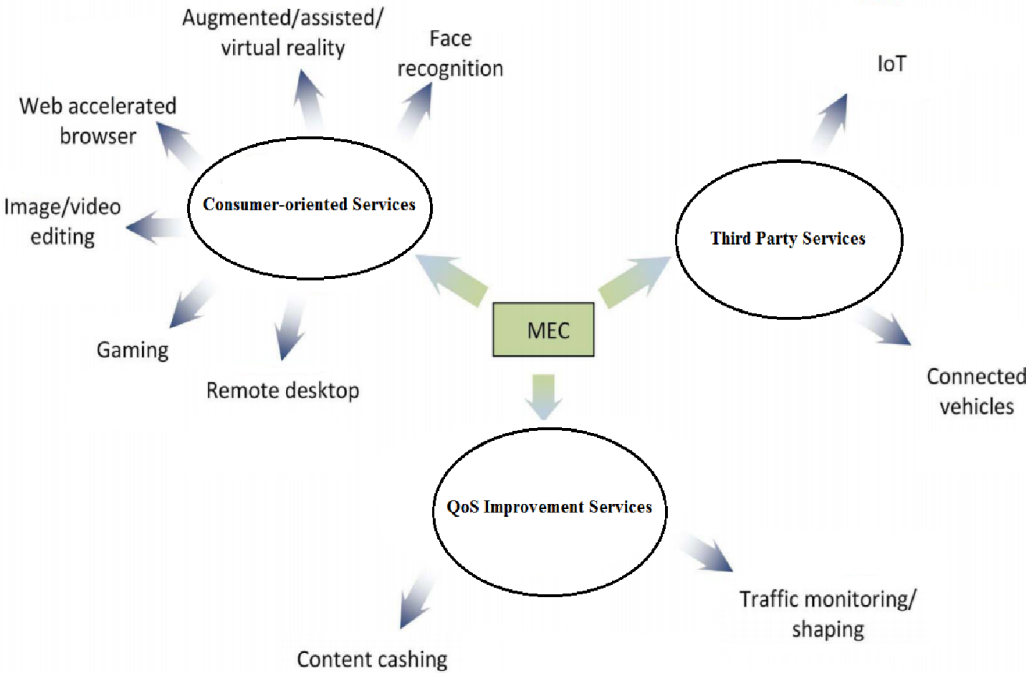 Augmented/assisted/
virtual reality
Face
recognition
IoT
Web accelerated
browser
Consumer-oriented Services
Image/video
editing
Third Party Services
MEC
Gaming
Remote desktop
Connected
vehicles
QoS Improvement Services
Traffic monitoring/
shaping
Content cashing